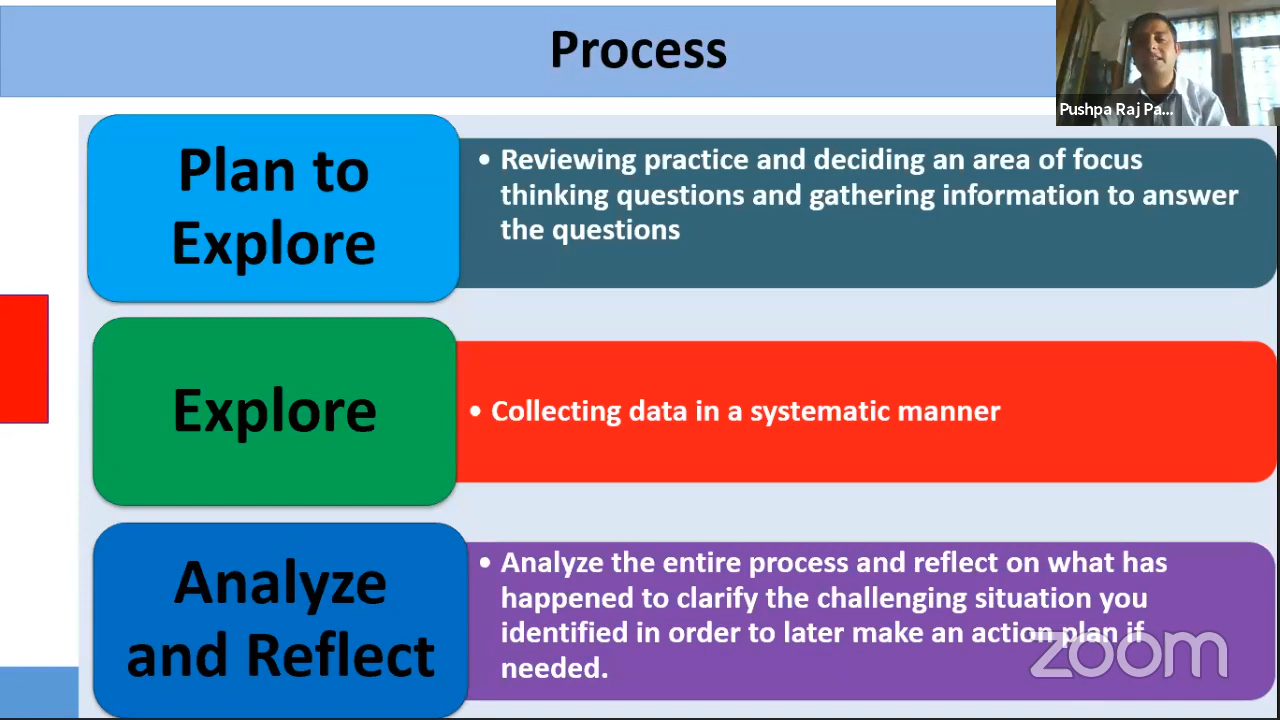 Process
Pushpa Raj Pa...
Plan to
Explore
• Reviewing practice and deciding an area of focus
thinking questions and gathering information to answer
the questions
Explore
• Collecting data in a systematic manner
Analyze
and Reflect
• Analyze the entire process and reflect on what has
happened to clarify the challenging situation you
identified in order to later make an action plan if
needed.
zoom